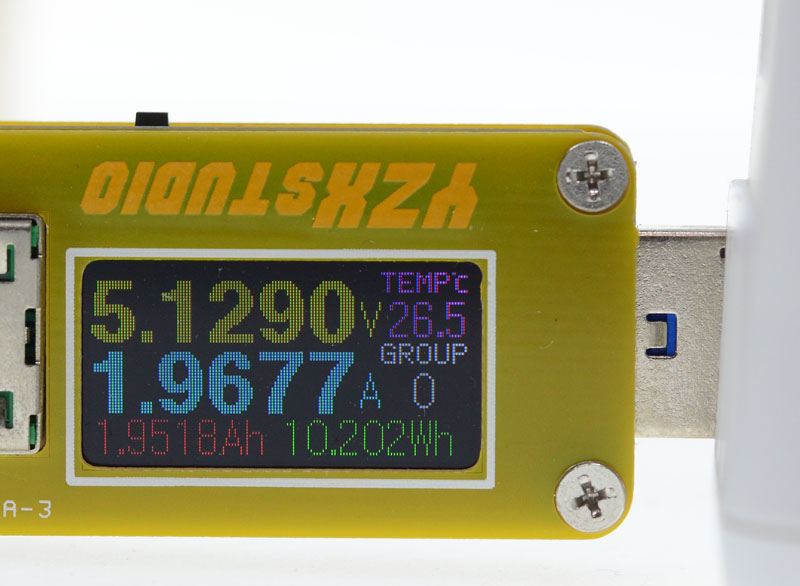 YZXSTUDIO
5.1290V
TEMP℃
26.5
1.9677A
GROUP
0
1.9518Ah 10.202Wh
A-3